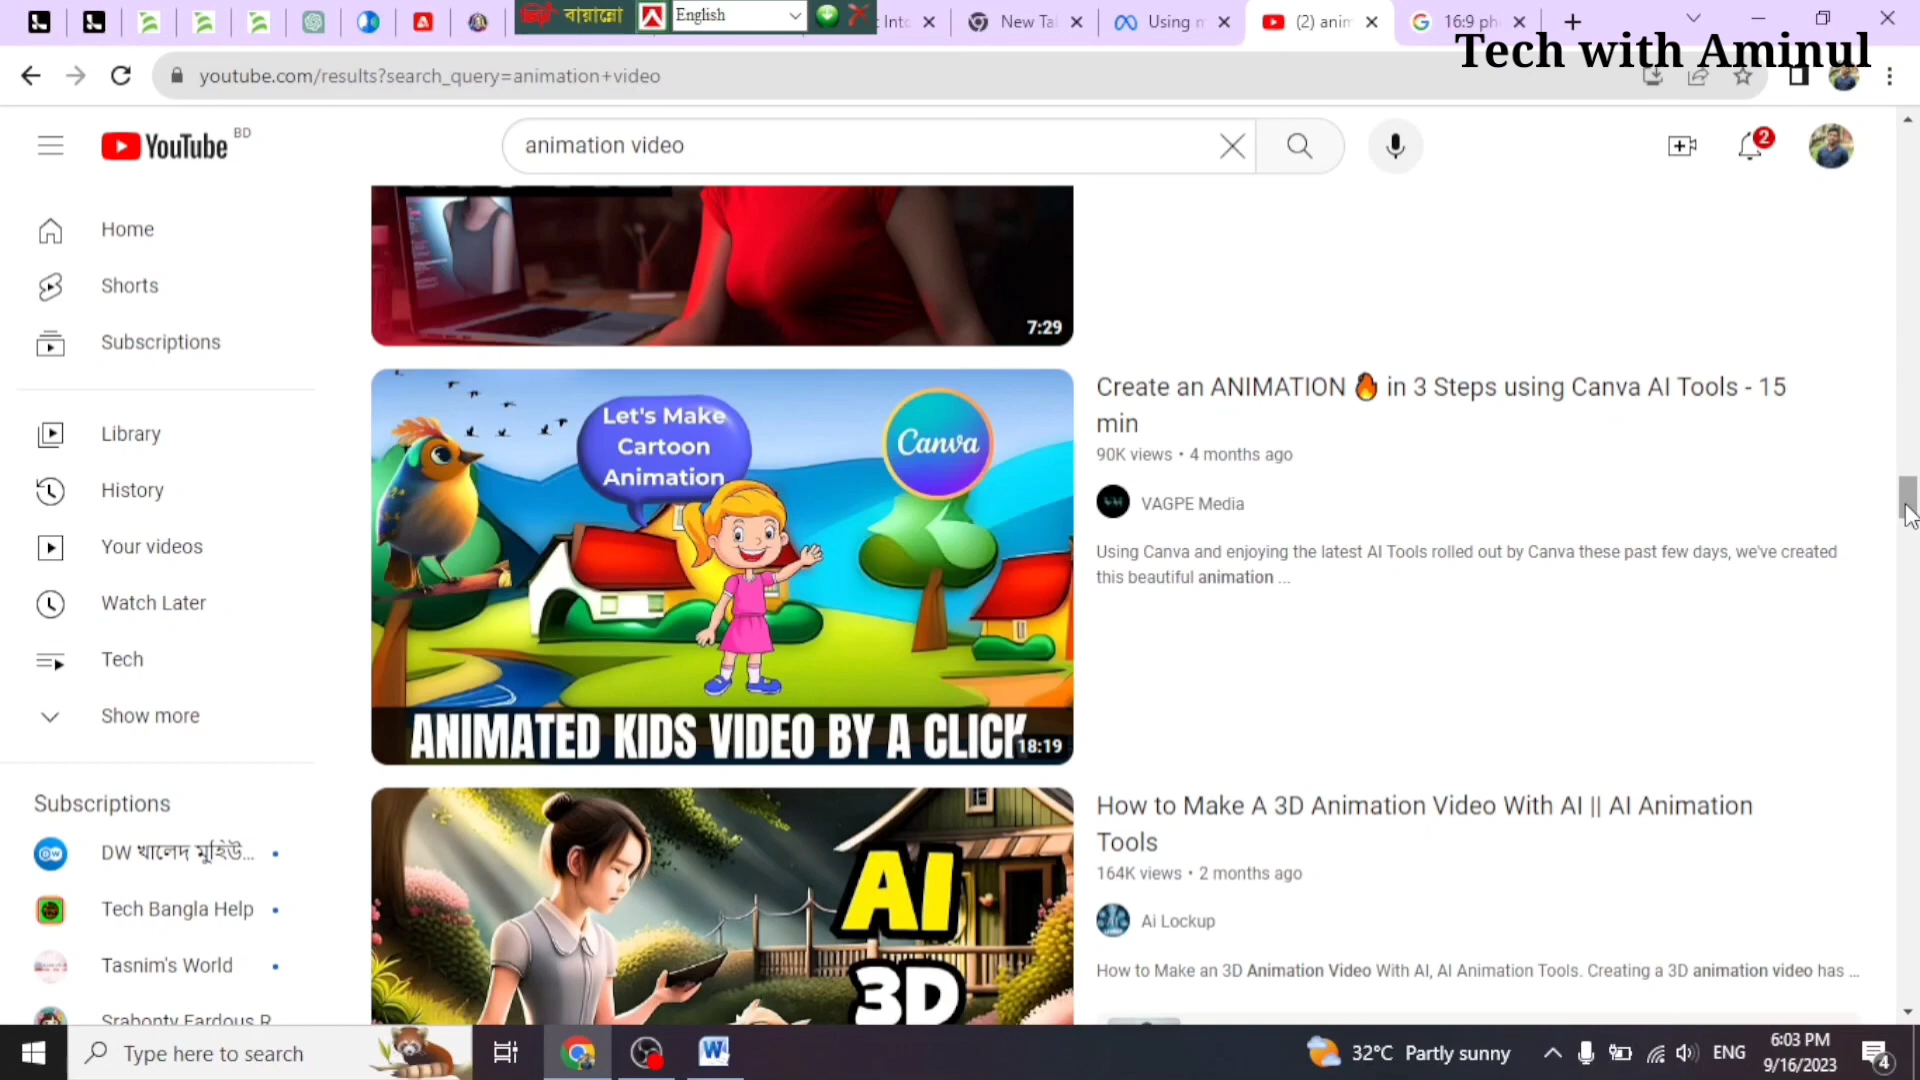 বায়ান্নো
English
New Ta
Using m
(2) anim
16:9 ph
Tech with Aminul
youtube.com/results?search_query=animation+video
YouTube BD
animation video
2
Home
Shorts
Subscriptions
Library
History
Your videos
Watch Later
Tech
Show more
Subscriptions
DW খালেদ মুহিউ...
Tech Bangla Help
Tasnim's World
Srabonty Fardous R
7:29
Let's Make
Cartoon
Animation
Canva
ANIMATED KIDS VIDEO BY A CLICK
18:19
Create an ANIMATION 🔥 in 3 Steps using Canva AI Tools - 15
min
90K views • 4 months ago
VAGPE Media
Using Canva and enjoying the latest AI Tools rolled out by Canva these past few days, we've created
this beautiful animation ...
AI
3D
How to Make A 3D Animation Video With AI || AI Animation
Tools
164K views • 2 months ago
Ai Lockup
How to Make an 3D Animation Video With AI, AI Animation Tools. Creating a 3D animation video has ...
Type here to search
32°C Partly sunny
ENG
6:03 PM
9/16/2023
4